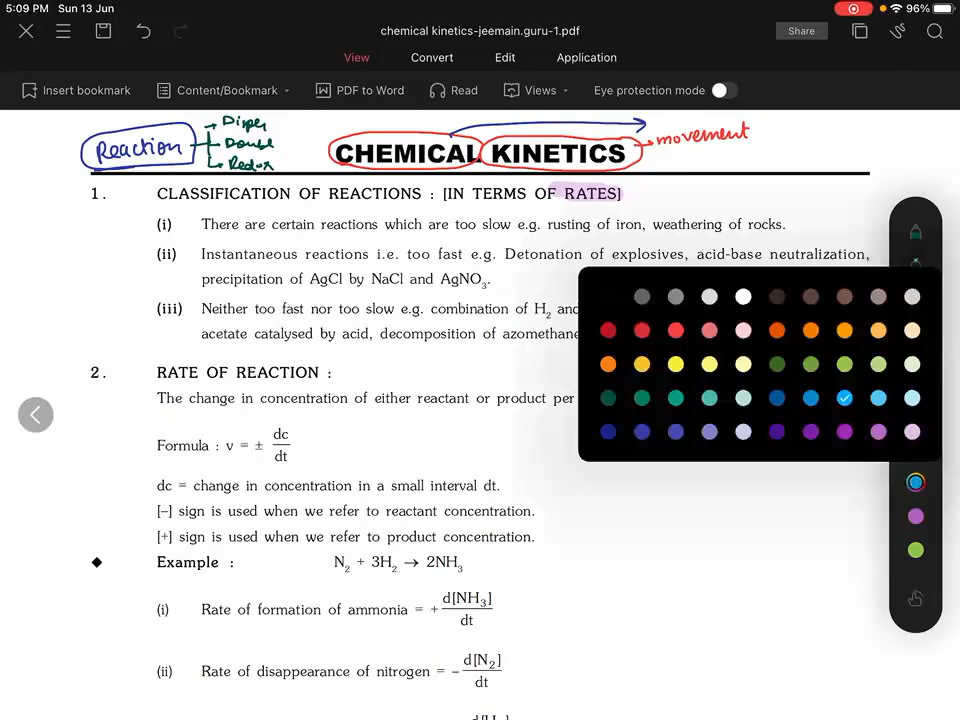 5:09 PM Sun 13 Jun
96%
chemical kinetics-jeemain.guru-1.pdf
Share
View Convert Edit Application
Insert bookmark Content/Bookmark PDF to Word Read Views Eye protection mode
Reaction
Disper
Double
Redox
CHEMICAL KINETICS
movement
1. CLASSIFICATION OF REACTIONS : [IN TERMS OF RATES]
(i) There are certain reactions which are too slow e.g. rusting of iron, weathering of rocks.
(ii) Instantaneous reactions i.e. too fast e.g. Detonation of explosives, acid-base neutralization,
precipitation of AgCl by NaCl and AgNO₃.
(iii) Neither too fast nor too slow e.g. combination of H₂ and
acetate catalysed by acid, decomposition of azomethane
2. RATE OF REACTION :
The change in concentration of either reactant or product per
Formula : v = ± dc/dt
dc = change in concentration in a small interval dt.
[–] sign is used when we refer to reactant concentration.
[+] sign is used when we refer to product concentration.
◆ Example : N₂ + 3H₂ → 2NH₃
(i) Rate of formation of ammonia = + d[NH₃]/dt
(ii) Rate of disappearance of nitrogen = – d[N₂]/dt